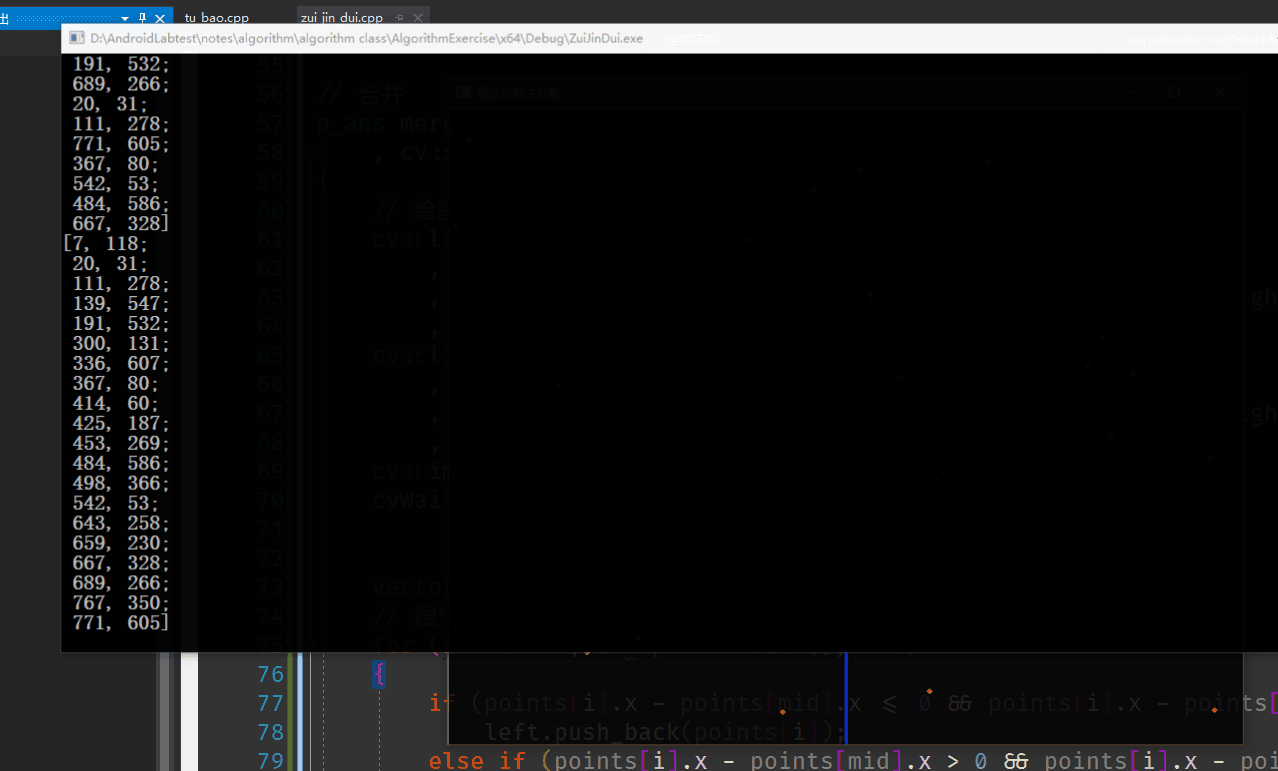 出
tu_bao.cpp
zui_jin_dui.cpp
D:\AndroidLabtest\notes\algorithm\algorithm class\AlgorithmExercise\x64\Debug\ZuiJinDui.exe
191, 532;
689, 266;
20, 31;
111, 278;
771, 605;
367, 80;
542, 53;
484, 586;
667, 328]
[7, 118;
20, 31;
111, 278;
139, 547;
191, 532;
300, 131;
336, 607;
367, 80;
414, 60;
425, 187;
453, 269;
484, 586;
498, 366;
542, 53;
643, 258;
659, 230;
667, 328;
689, 266;
767, 350;
771, 605]
55
56 // 合并
57 p_ans merg
58 , cv::
59 {
60 // 绘图
61 cv::li
62 ,
63 , igh
64 ,
65 cv::li
66 ,
67 , igh
68 ,
69 cv::im
70 cvWai
71
72
73 vector
74 // 搜集
75 for (
76 {
77 if (points[i].x - points[mid].x <= 0 && points[i].x - points[
78 left.push_back(points[i]);
79 else if (points[i].x - points[mid].x > 0 && points[i].x - poi